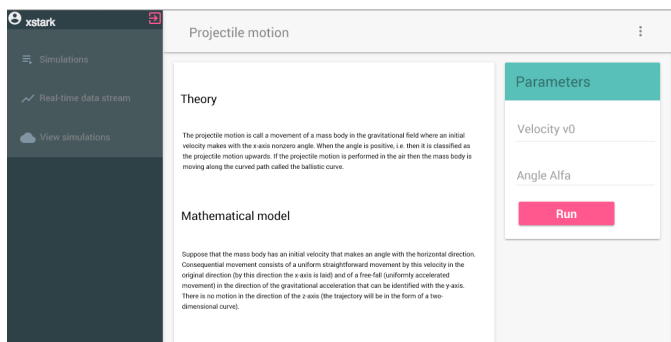 xstark
Simulations
Real-time data stream
View simulations
Projectile motion
Theory
The projectile motion is call a movement of a mass body in the gravitational field where an initial
velocity makes with the x-axis nonzero angle. When the angle is positive, i.e. then it is classified as
the projectile motion upwards. If the projectile motion is performed in the air then the mass body is
moving along the curved path called the ballistic curve.
Mathematical model
Suppose that the mass body has an initial velocity that makes an angle with the horizontal direction.
Consequential movement consists of a uniform straightforward movement by this velocity in the
original direction (by this direction the x-axis is laid) and of a free-fall (uniformly accelerated
movement) in the direction of the gravitational acceleration that can be identified with the y-axis.
There is no motion in the direction of the z-axis (the trajectory will be in the form of a two-
dimensional curve).
Parameters
Velocity v0
Angle Alfa
Run